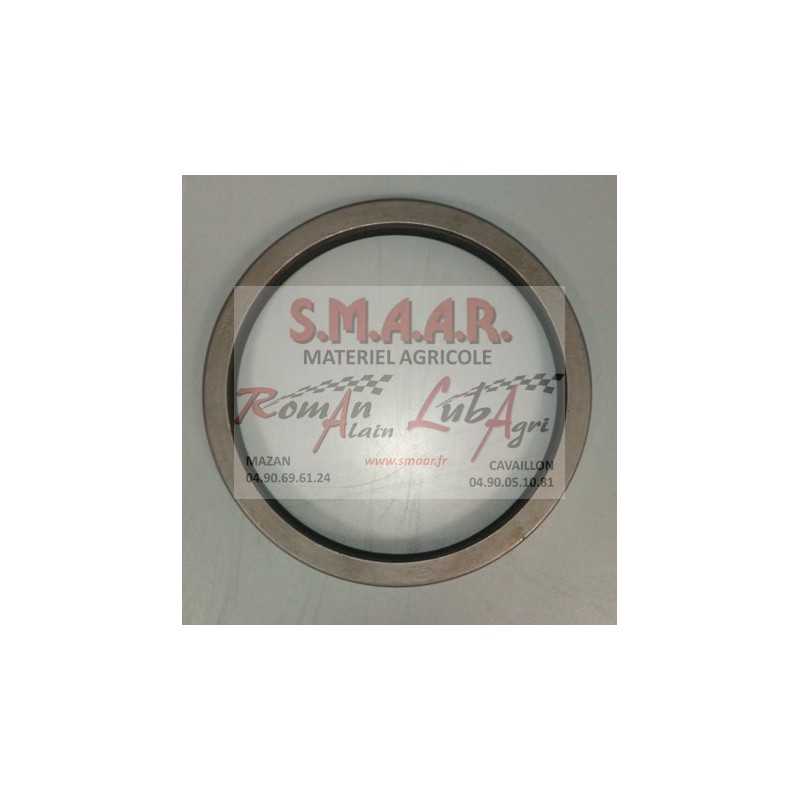 S.M.A.A.R.
MATERIEL AGRICOLE
RomAn LubAgri
Alain
MAZAN www.smaar.fr CAVAILLON
04.90.69.61.24 04.90.05.10.81